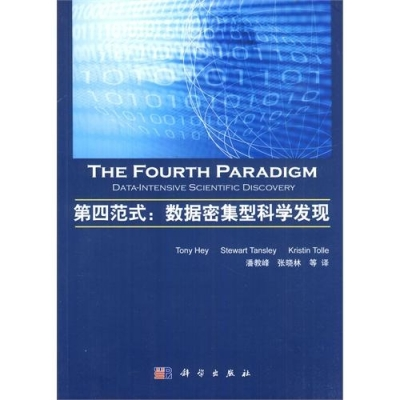 THE FOURTH PARADIGM
DATA-INTENSIVE SCIENTIFIC DISCOVERY
第四范式：数据密集型科学发现
Tony Hey Stewart Tansley Kristin Tolle
潘教峰 张晓林 等 译
科学出版社